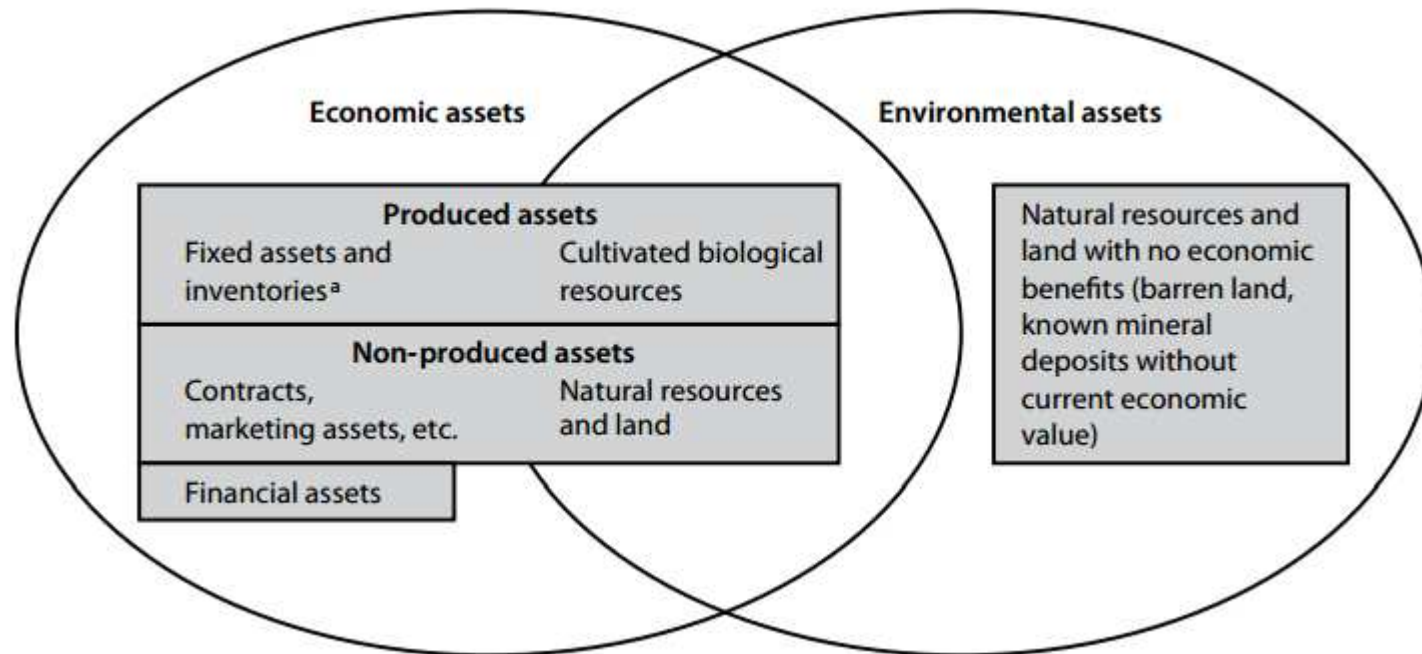 Economic assets
Environmental assets
Produced assets
Fixed assets and
inventoriesᵃ
Cultivated biological
resources
Non-produced assets
Contracts,
marketing assets, etc.
Natural resources
and land
Financial assets
Natural resources and
land with no economic
benefits (barren land,
known mineral
deposits without
current economic
value)